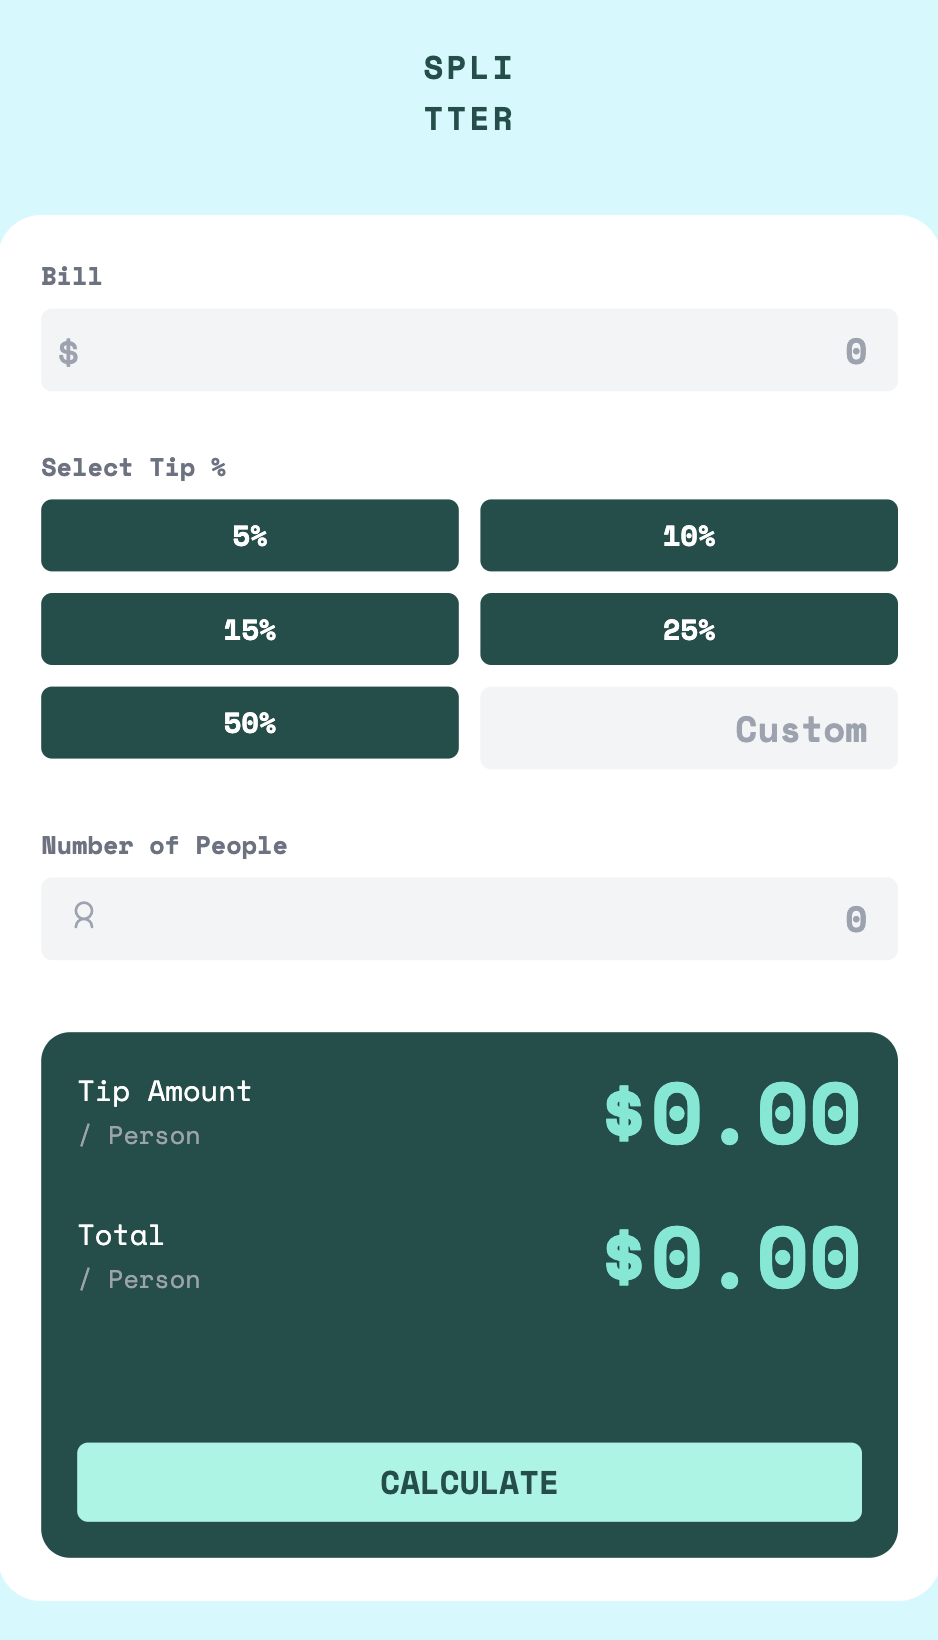 SPLI
TTER
Bill
$ 0
Select Tip %
5% 10%
15% 25%
50% Custom
Number of People
0
Tip Amount
/ Person
$0.00
Total
/ Person
$0.00
CALCULATE